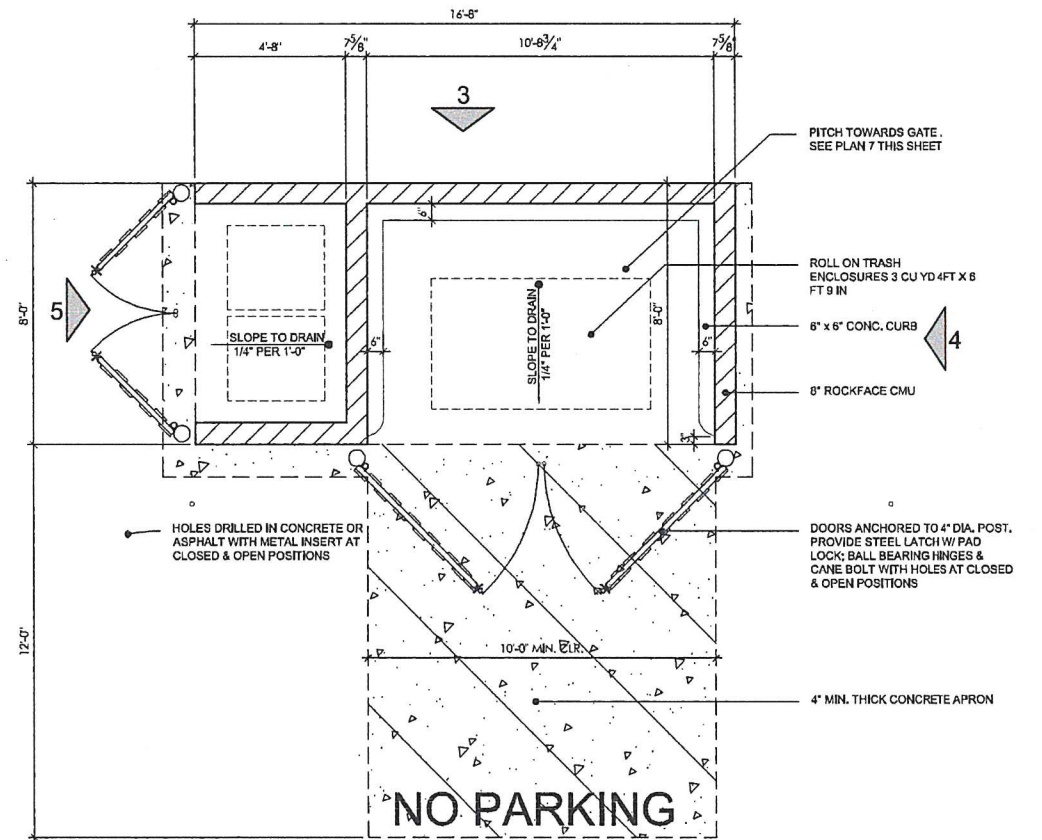 16'-8"
4'-8"
7 5/8"
10'-8 3/4"
7 5/8"
3
PITCH TOWARDS GATE .
SEE PLAN 7 THIS SHEET
ROLL ON TRASH
ENCLOSURES 3 CU YD 4FT X 6
FT 9 IN
6" x 6" CONC. CURB
4
8" ROCKFACE CMU
5
8'-0"
SLOPE TO DRAIN
1/4" PER 1'-0"
6"
SLOPE TO DRAIN
1/4" PER 1'-0"
8'-0"
6"
HOLES DRILLED IN CONCRETE OR
ASPHALT WITH METAL INSERT AT
CLOSED & OPEN POSITIONS
DOORS ANCHORED TO 4" DIA. POST.
PROVIDE STEEL LATCH W/ PAD
LOCK; BALL BEARING HINGES &
CANE BOLT WITH HOLES AT CLOSED
& OPEN POSITIONS
12'-0"
10'-0" MIN. CLR.
4" MIN. THICK CONCRETE APRON
NO PARKING